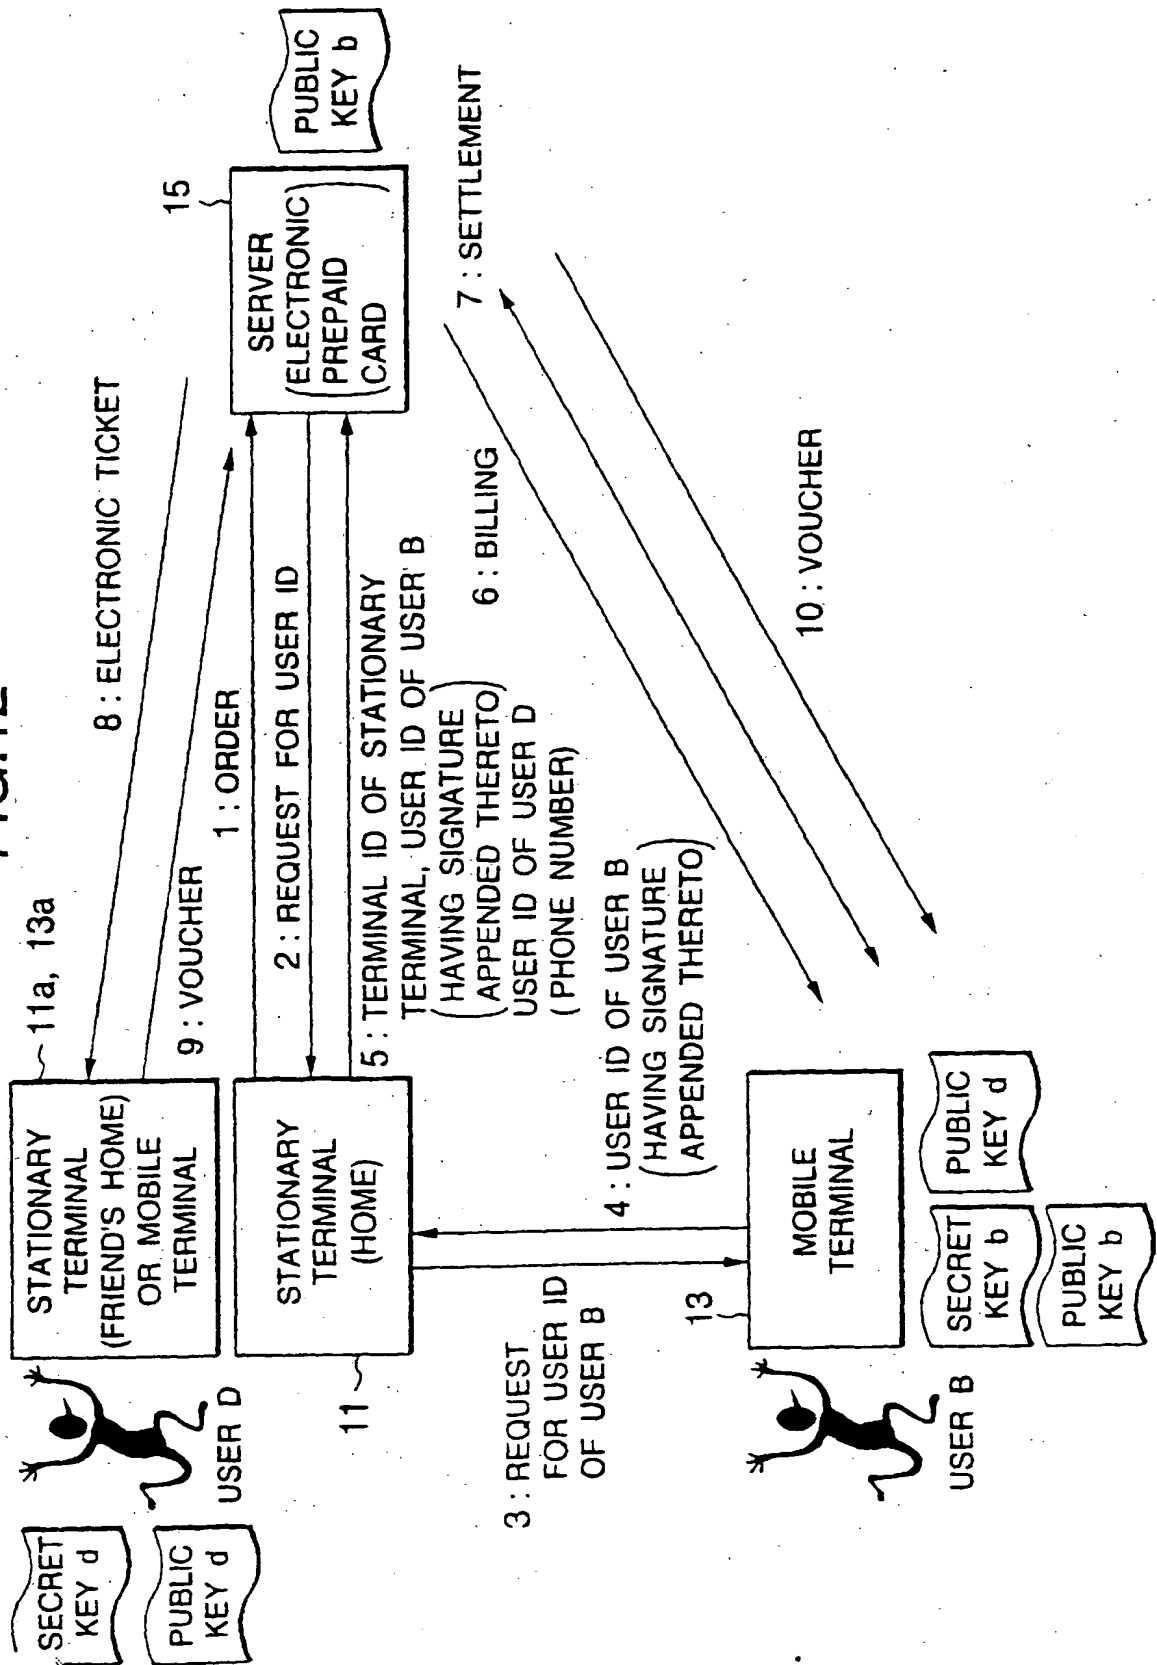 FIG.12
SECRET
KEY d
PUBLIC
KEY d
USER D
STATIONARY
TERMINAL
(FRIEND'S HOME)
OR MOBILE
TERMINAL
11a, 13a
8 : ELECTRONIC TICKET
9 : VOUCHER
1 : ORDER
2 : REQUEST FOR USER ID
5 : TERMINAL ID OF STATIONARY
TERMINAL, USER ID OF USER B
(HAVING SIGNATURE
APPENDED THERETO)
USER ID OF USER D
(PHONE NUMBER)
STATIONARY
TERMINAL
(HOME)
11
15
SERVER
(ELECTRONIC
PREPAID
CARD)
PUBLIC
KEY b
3 : REQUEST
FOR USER ID
OF USER B
4 : USER ID OF USER B
(HAVING SIGNATURE
APPENDED THERETO)
6 : BILLING
7 : SETTLEMENT
10 : VOUCHER
13
MOBILE
TERMINAL
USER B
SECRET
KEY b
PUBLIC
KEY d
PUBLIC
KEY b